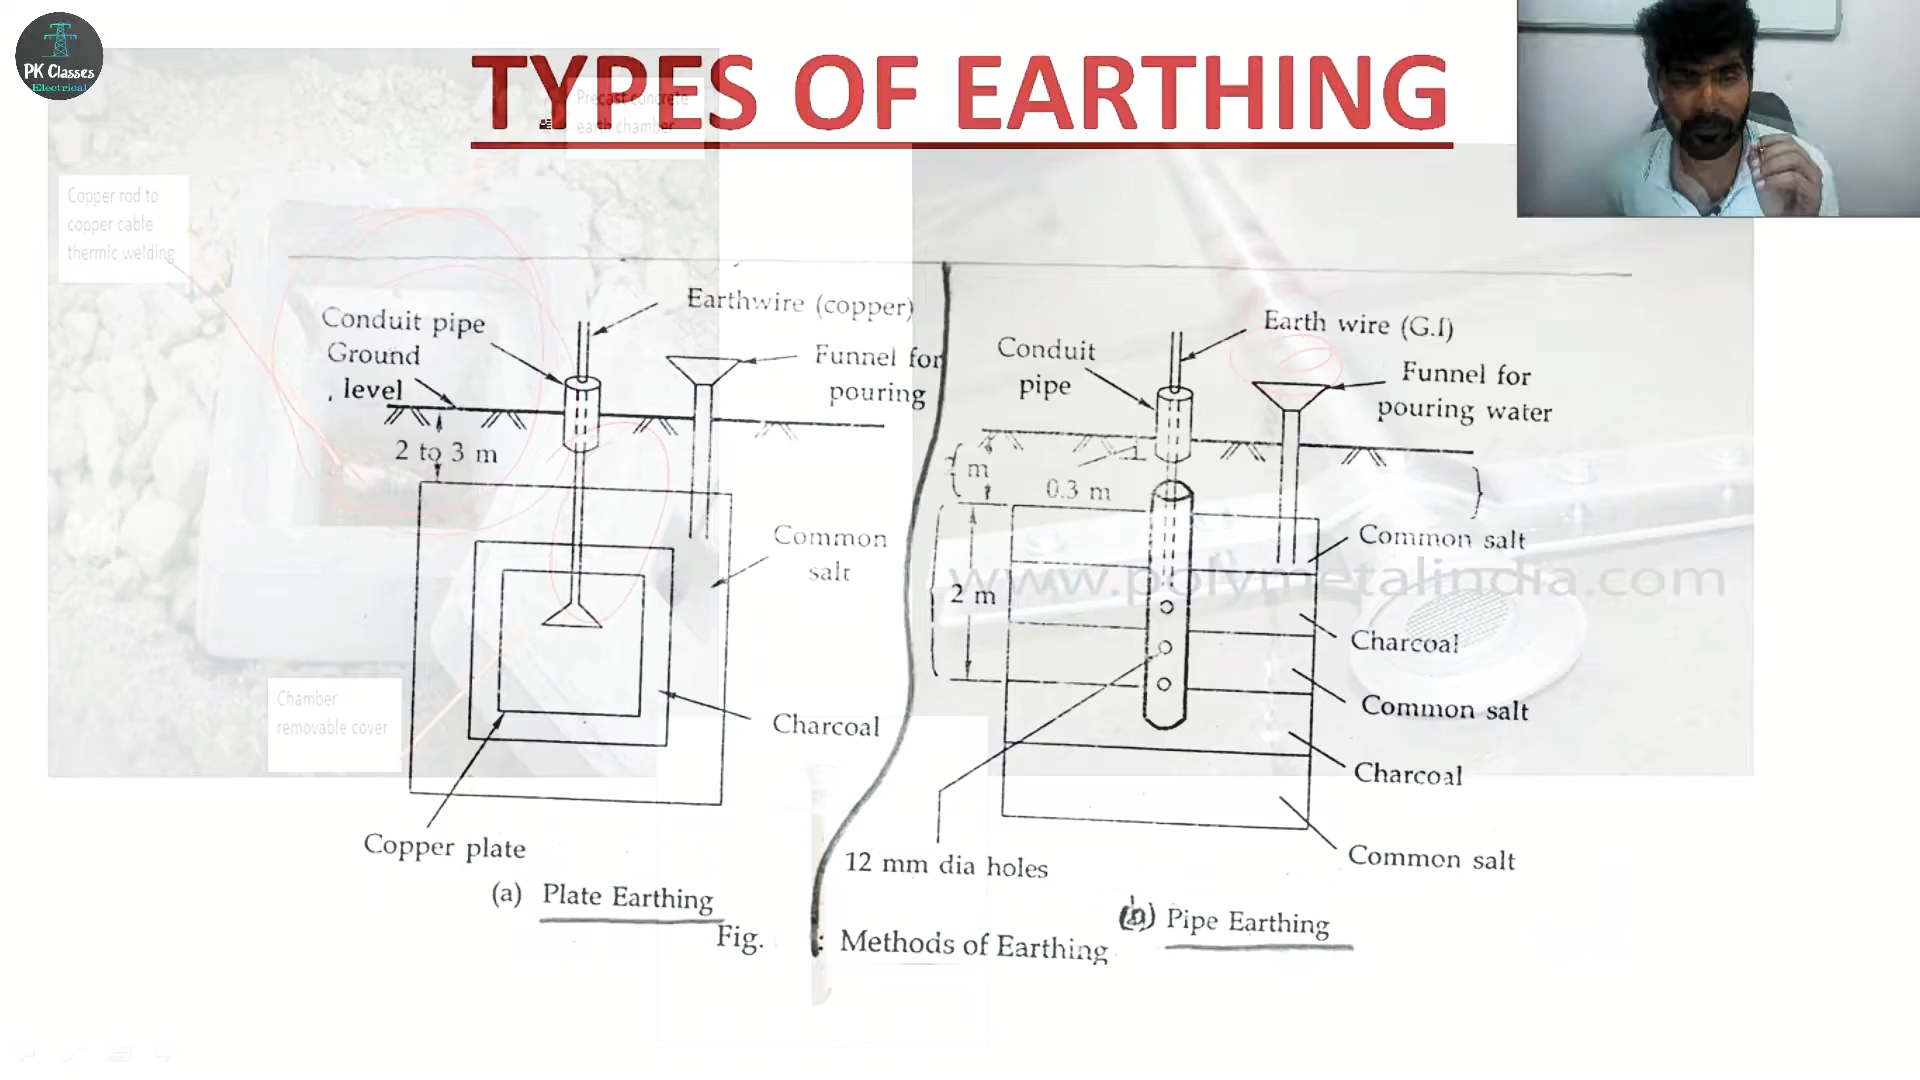 PK Classes
Electrical
TYPES OF EARTHING
Precast concrete
earth chamber
Copper rod to
copper cable
thermic welding
Conduit pipe
Ground
level
Earthwire (copper)
Funnel for
pouring
2 to 3 m
Common
salt
Charcoal
Copper plate
(a) Plate Earthing
Chamber
removable cover
Conduit
pipe
Earth wire (G.I)
Funnel for
pouring water
m
0.3 m
2 m
Common salt
www.polymetalindia.com
Charcoal
Common salt
Charcoal
Common salt
12 mm dia holes
(b) Pipe Earthing
Fig. : Methods of Earthing